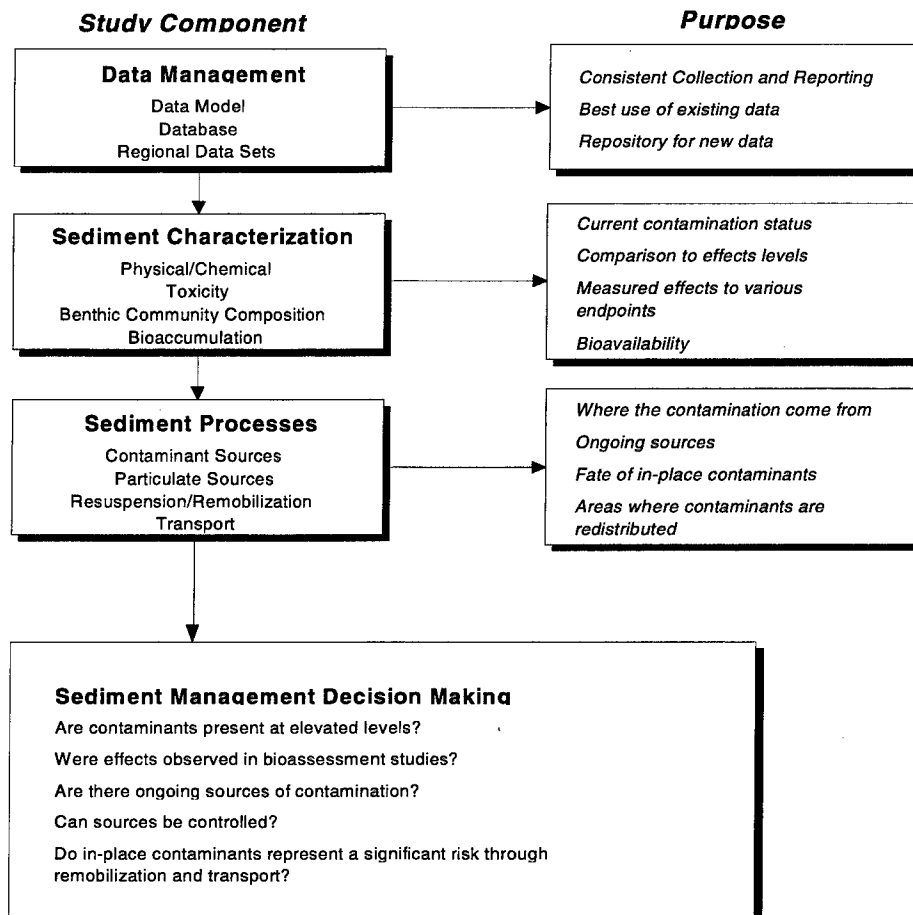 Study Component
Purpose
Data Management
Data Model
Database
Regional Data Sets
Consistent Collection and Reporting
Best use of existing data
Repository for new data
Sediment Characterization
Physical/Chemical
Toxicity
Benthic Community Composition
Bioaccumulation
Current contamination status
Comparison to effects levels
Measured effects to various
endpoints
Bioavailability
Sediment Processes
Contaminant Sources
Particulate Sources
Resuspension/Remobilization
Transport
Where the contamination come from
Ongoing sources
Fate of in-place contaminants
Areas where contaminants are
redistributed
Sediment Management Decision Making
Are contaminants present at elevated levels?
Were effects observed in bioassessment studies?
Are there ongoing sources of contamination?
Can sources be controlled?
Do in-place contaminants represent a significant risk through
remobilization and transport?